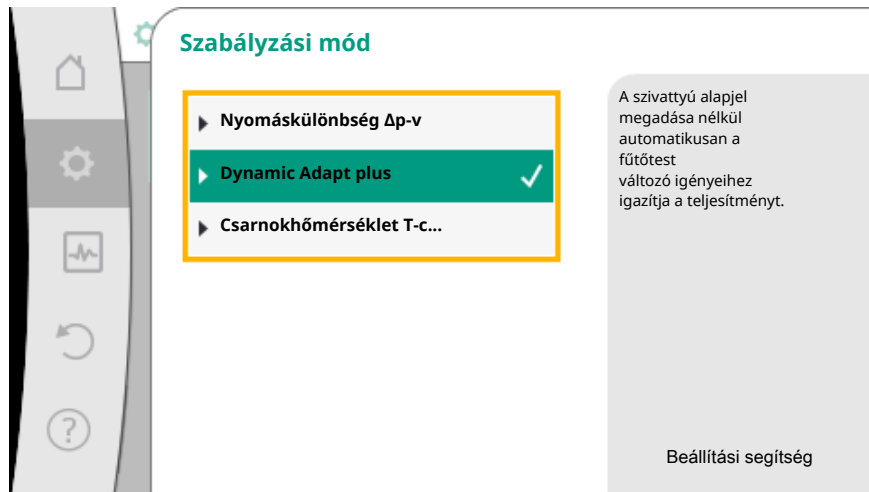 Szabályzási mód
Nyomáskülönbség Δp-v
Dynamic Adapt plus
Csarnokhőmérséklet T-c...
A szivattyú alapjel
megadása nélkül
automatikusan a
fűtőtest
változó igényeihez
igazítja a teljesítményt.
Beállítási segítség